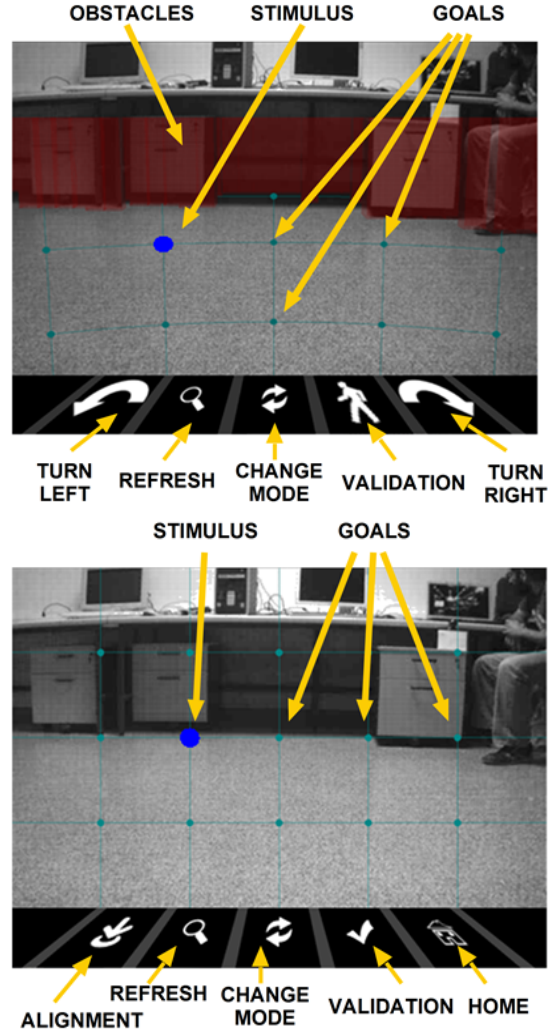 OBSTACLES STIMULUS GOALS
TURN LEFT
REFRESH
CHANGE MODE
VALIDATION
TURN RIGHT
STIMULUS GOALS
ALIGNMENT
REFRESH
CHANGE MODE
VALIDATION
HOME